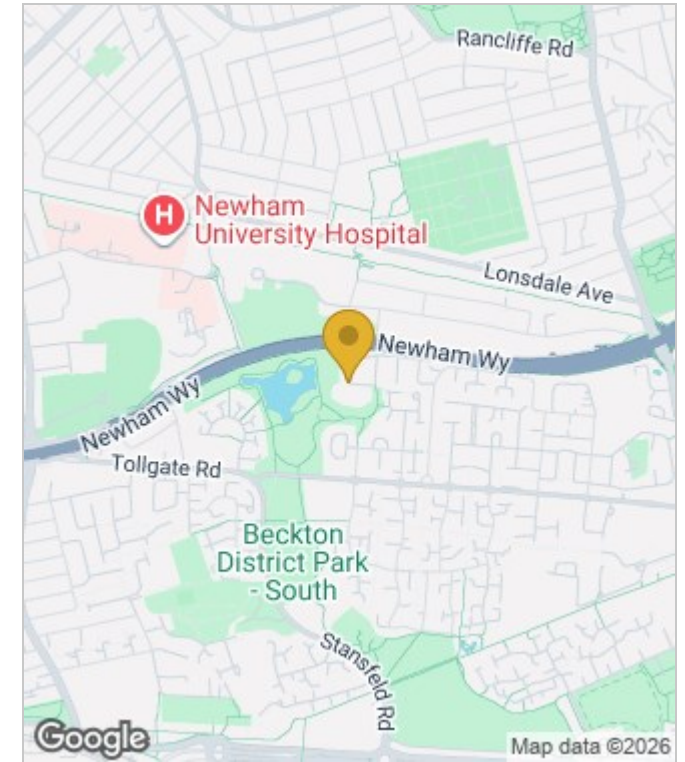 Rancliffe Rd
H
Newham
University Hospital
Lonsdale Ave
Newham Wy
Newham Wy
Tollgate Rd
Beckton
District Park
- South
Stansfeld Rd
Google
Map data ©2026